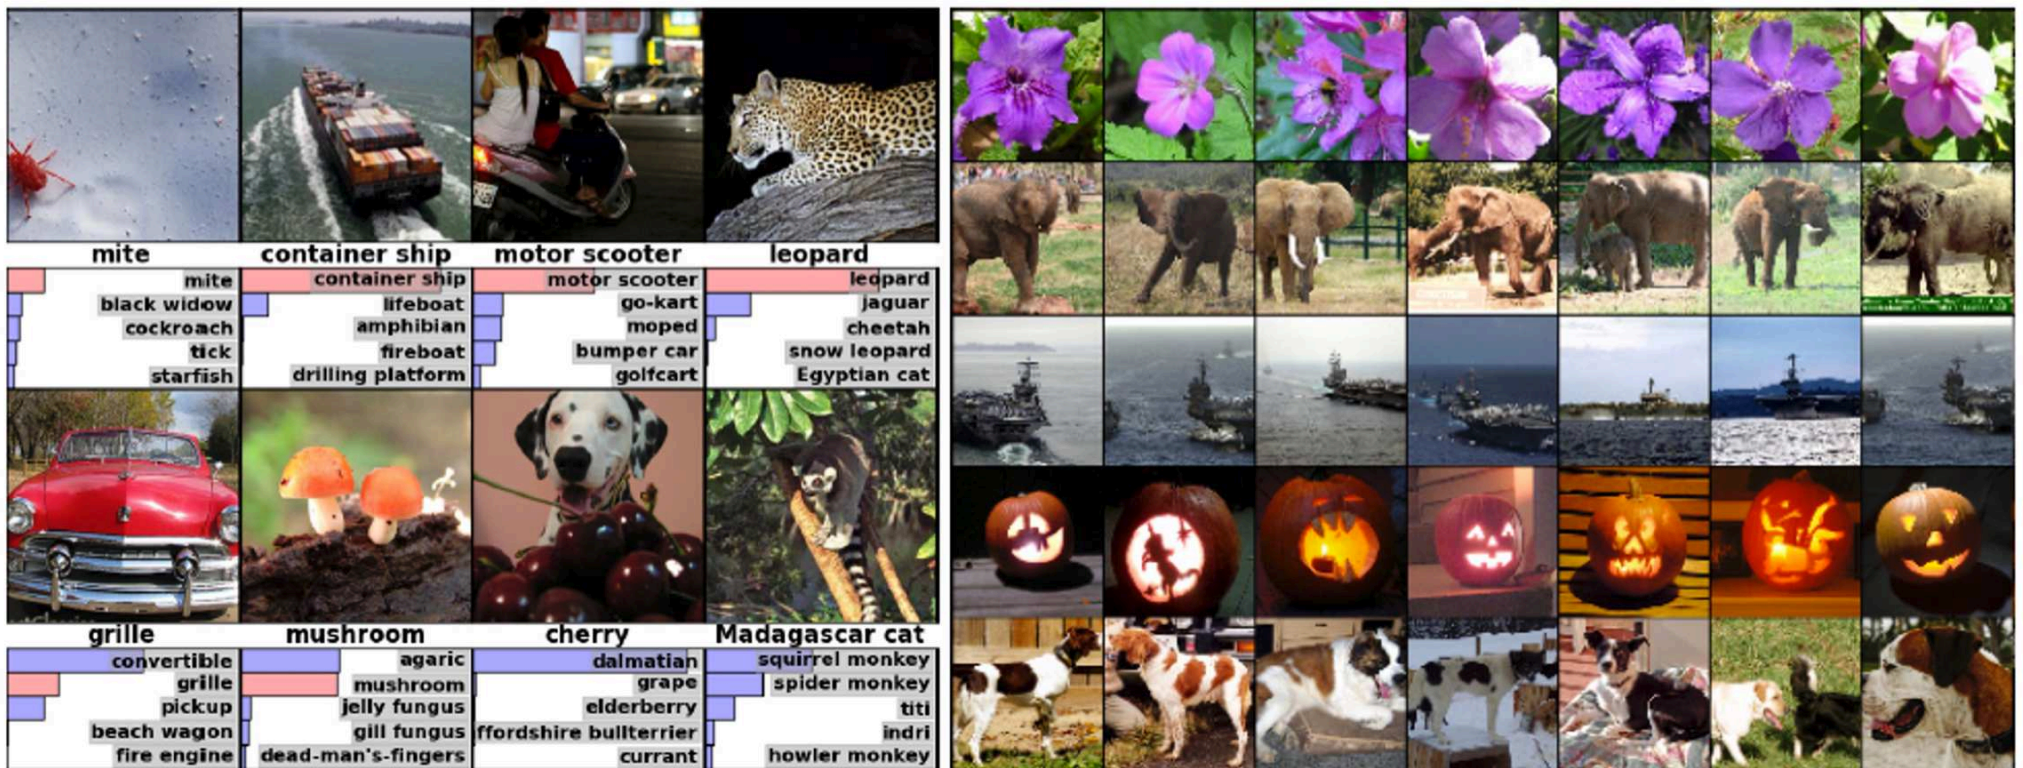 mite
container ship
motor scooter
leopard
mite
black widow
cockroach
tick
starfish
container ship
lifeboat
amphibian
fireboat
drilling platform
motor scooter
go-kart
moped
bumper car
golfcart
leopard
jaguar
cheetah
snow leopard
Egyptian cat
grille
mushroom
cherry
Madagascar cat
convertible
grille
pickup
beach wagon
fire engine
agaric
mushroom
jelly fungus
gill fungus
dead-man's-fingers
dalmatian
grape
elderberry
ffordshire bullterrier
currant
squirrel monkey
spider monkey
titi
indri
howler monkey